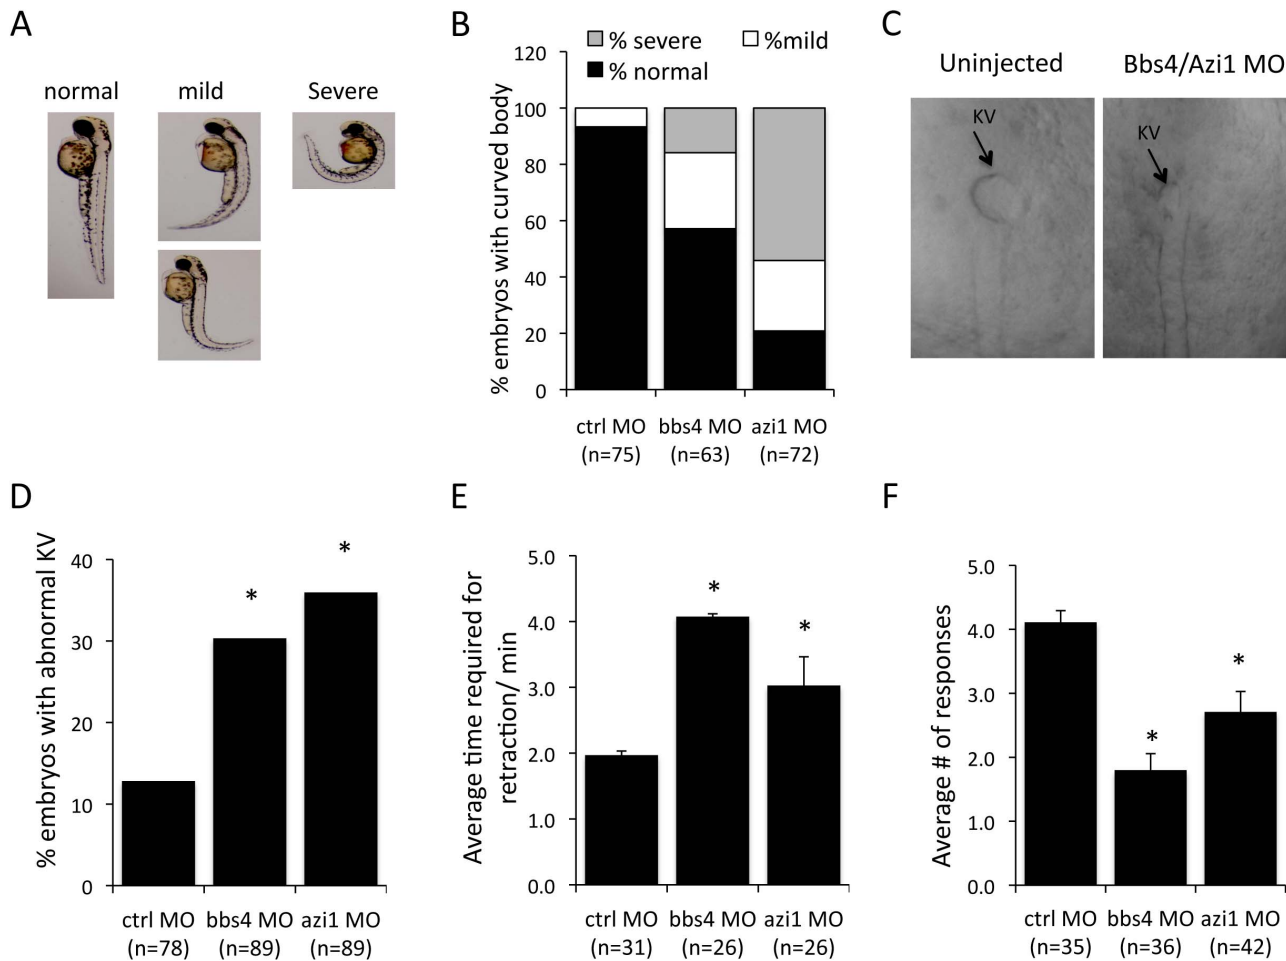 A
normal
mild
Severe
B
% severe
%mild
% normal
% embryos with curved body
120
100
80
60
40
20
0
ctrl MO
bbs4 MO
azi1 MO
(n=75)
(n=63)
(n=72)
C
Uninjected
Bbs4/Azi1 MO
KV
KV
D
% embryos with abnormal KV
40
30
20
10
0
*
*
ctrl MO
bbs4 MO
azi1 MO
(n=78)
(n=89)
(n=89)
E
Average time required for
retraction/ min
5.0
4.0
3.0
2.0
1.0
0.0
*
*
ctrl MO
bbs4 MO
azi1 MO
(n=31)
(n=26)
(n=26)
F
Average # of responses
5.0
4.0
3.0
2.0
1.0
0.0
*
*
ctrl MO
bbs4 MO
azi1 MO
(n=35)
(n=36)
(n=42)